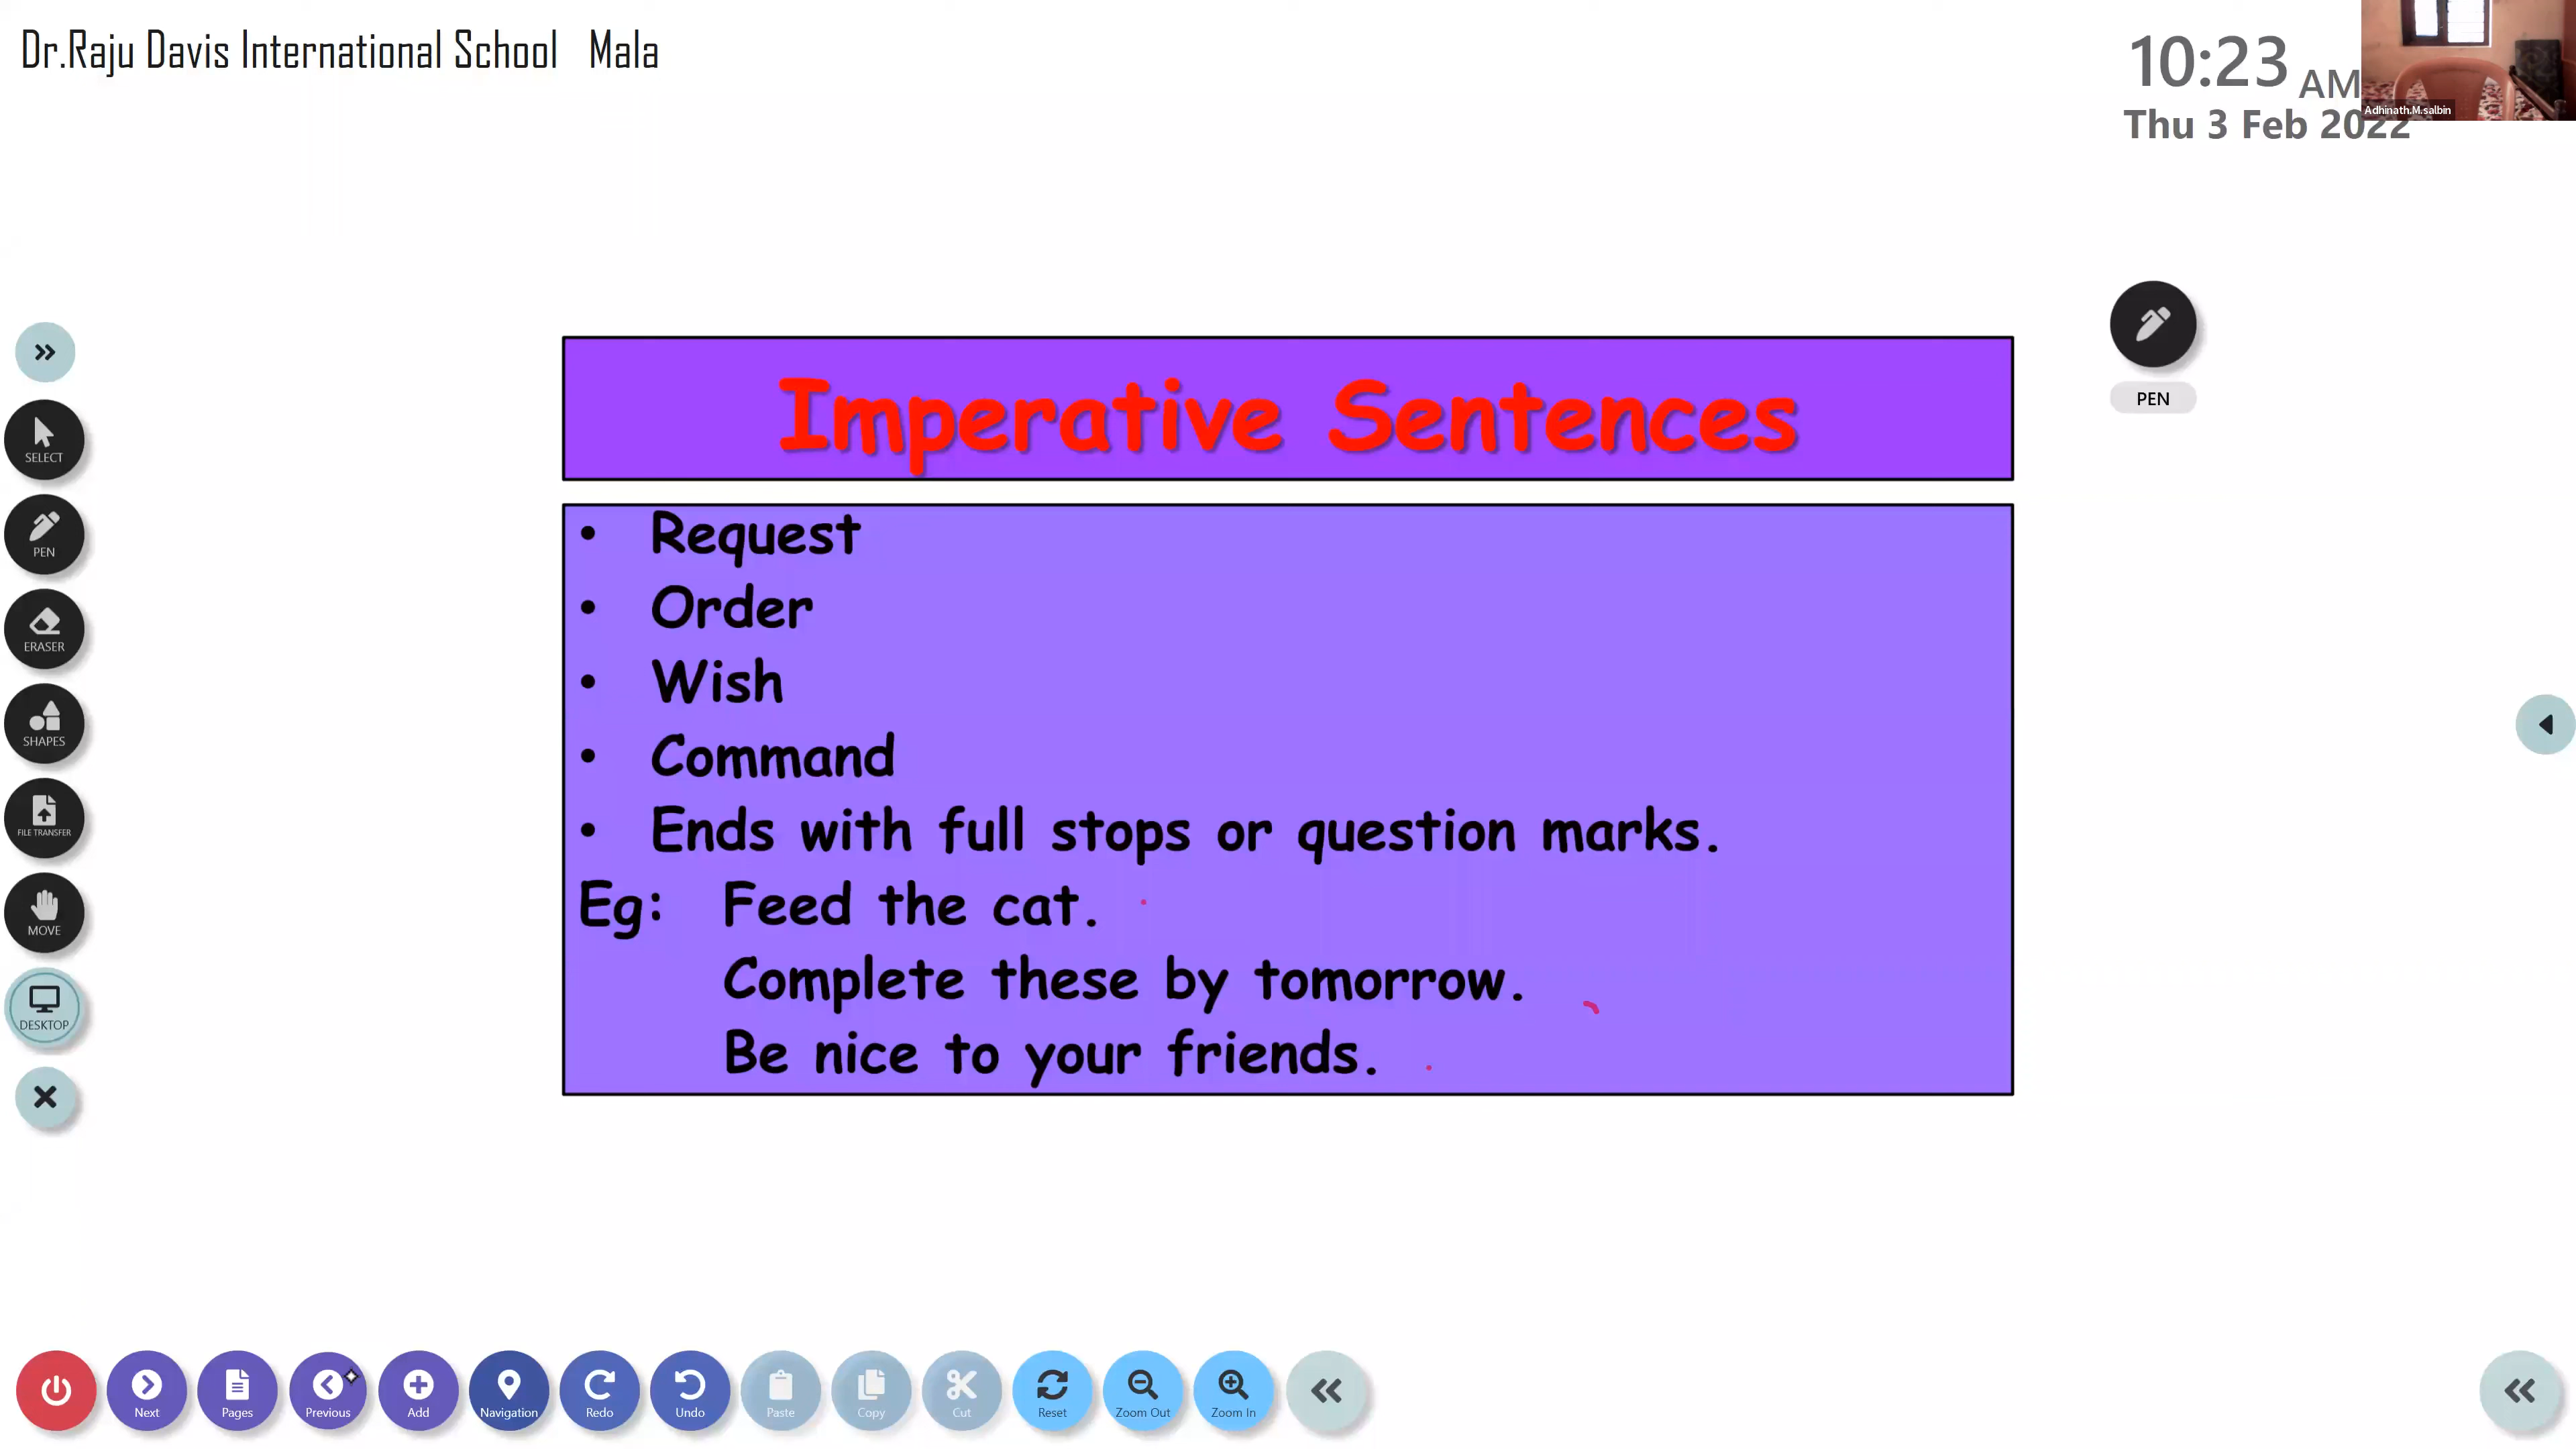 Dr.Raju Davis International School Mala
10:23 AM
Thu 3 Feb 2022
Adhinath.M.salbin
Imperative Sentences
• Request
• Order
• Wish
• Command
• Ends with full stops or question marks.
Eg: Feed the cat.
Complete these by tomorrow.
Be nice to your friends.
SELECT
PEN
ERASER
SHAPES
FILE TRANSFER
MOVE
DESKTOP
PEN
Next
Pages
Previous
Add
Navigation
Redo
Undo
Paste
Copy
Cut
Reset
Zoom Out
Zoom In